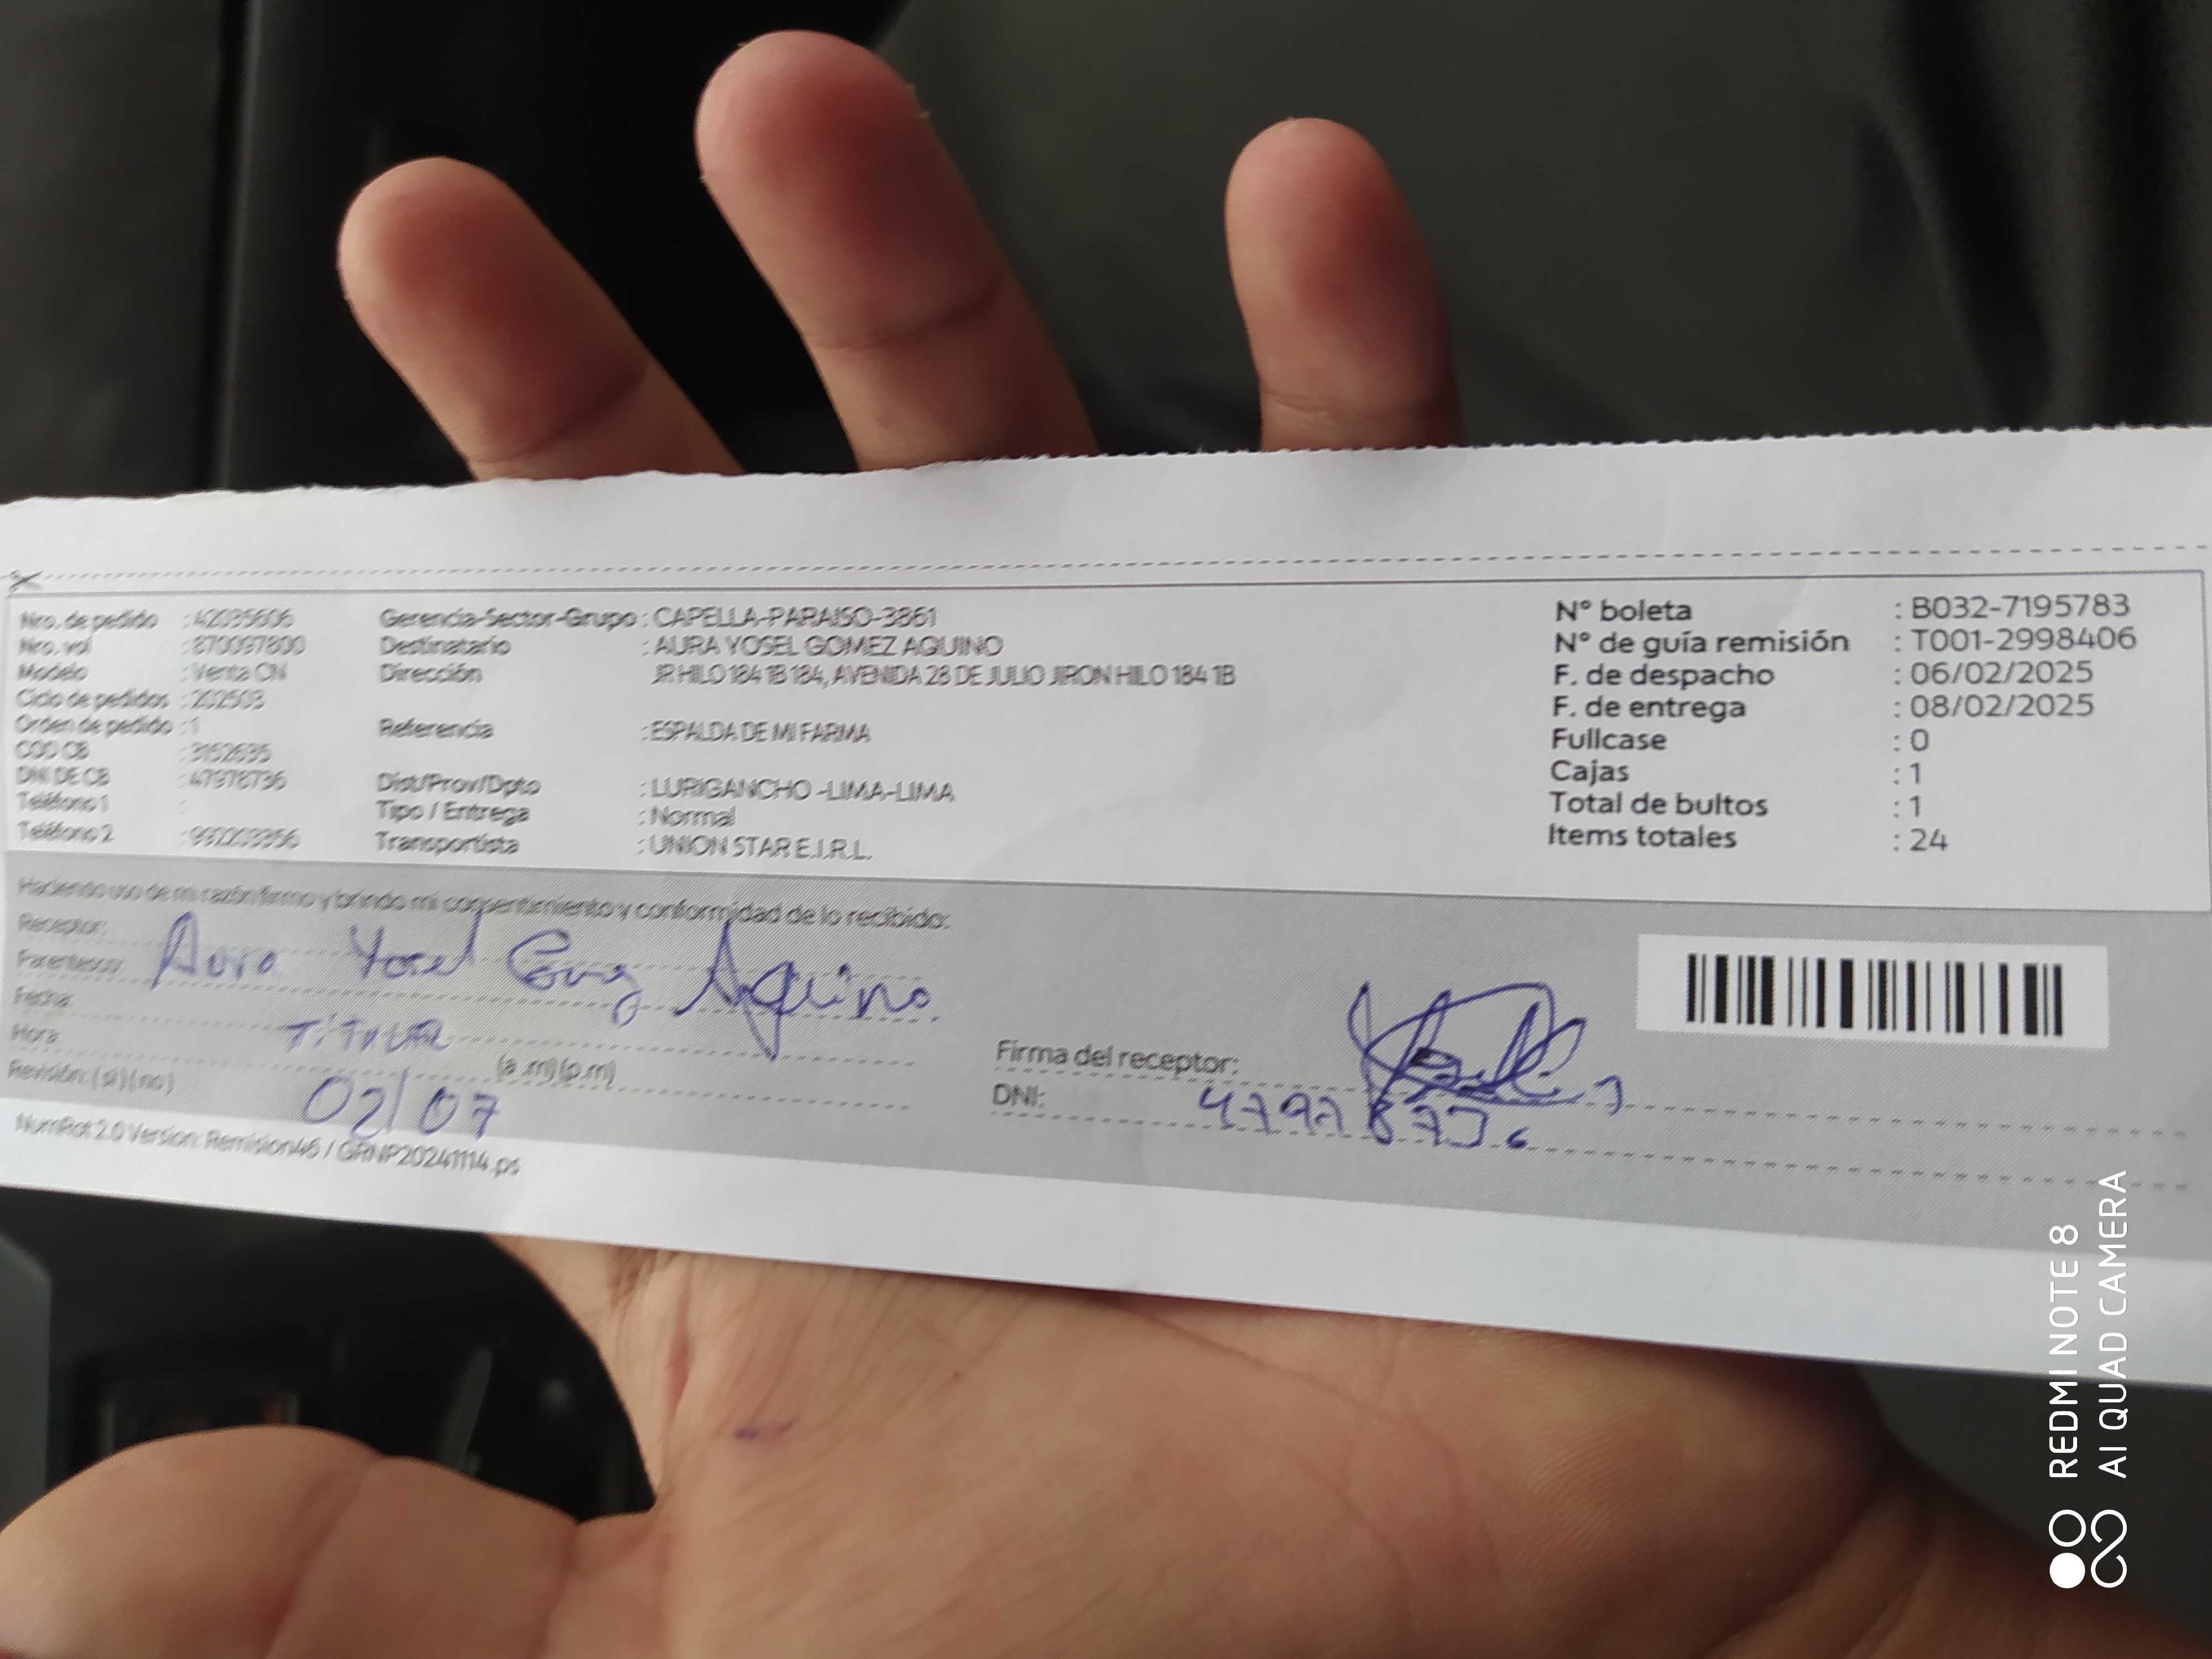 Nro. de pedido : 42035606 Gerencia-Sector-Grupo : CAPELLA-PARAISO-3861 N° boleta : B032-7195783
Nro. vol : 870097800 Destinatario : AURA YOSEL GOMEZ AQUINO N° de guía remisión : T001-2998406
Modelo : Venta CN Dirección JR HILO 184 1B 184, AVENIDA 28 DE JULIO JIRON HILO 184 1B F. de despacho : 06/02/2025
Ciclo de pedidos : 202503 F. de entrega : 08/02/2025
Orden de pedido : 1 Referencia : ESPALDA DE MI FARMA Fullcase : 0
COD CB : 3152635 Cajas : 1
DNI DE CB : 47978736 Dist/Prov/Dpto : LURIGANCHO -LIMA-LIMA Total de bultos : 1
Teléfono 1 : Tipo / Entrega : Normal Items totales : 24
Teléfono 2 Transportista : UNION STAR E.I.R.L.
Haciendo uso de mi razón firmo y brindo mi consentimiento y conformidad de lo recibido:
Receptor: Aura Yosel Aquino.
Parentesco:
Fecha: TITULAR
Hora: (a .m) (p.m) Firma del receptor:
Revisión: (si) (no) 02/07 DNI: 47978736
NumRot 2.0 Version: Remision46 / GRNP20241114.ps
REDMI NOTE 8
AI QUAD CAMERA